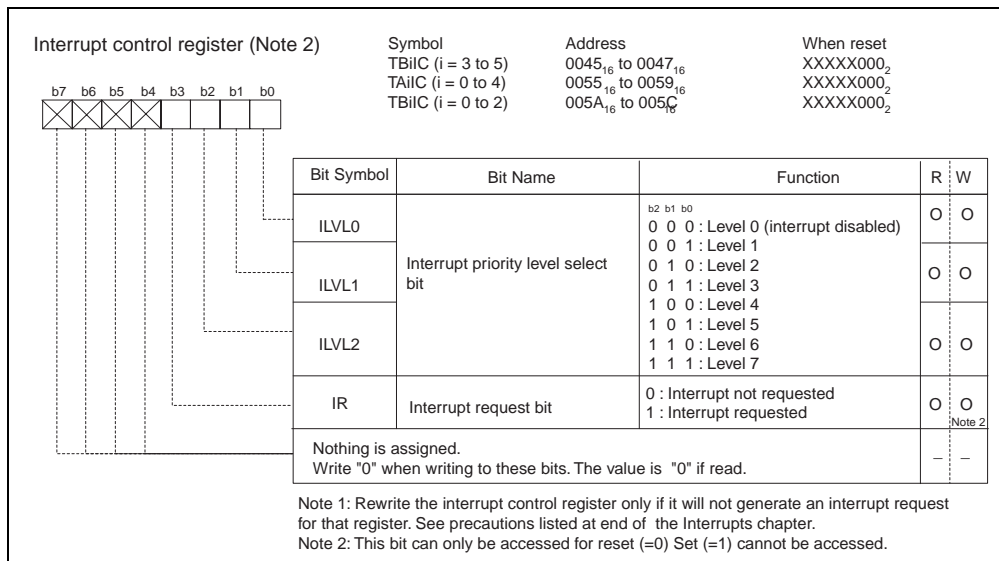 Interrupt control register (Note 2)
Symbol Address When reset
TBiIC (i = 3 to 5) 0045₁₆ to 0047₁₆ XXXXX000₂
TAiIC (i = 0 to 4) 0055₁₆ to 0059₁₆ XXXXX000₂
TBiIC (i = 0 to 2) 005A₁₆ to 005C₁₆ XXXXX000₂
b7 b6 b5 b4 b3 b2 b1 b0
Bit Symbol Bit Name Function R W
ILVL0
ILVL1
ILVL2
Interrupt priority level select
bit
b2 b1 b0
0 0 0 : Level 0 (interrupt disabled)
0 0 1 : Level 1
0 1 0 : Level 2
0 1 1 : Level 3
1 0 0 : Level 4
1 0 1 : Level 5
1 1 0 : Level 6
1 1 1 : Level 7
O O
O O
O O
IR Interrupt request bit
0 : Interrupt not requested
1 : Interrupt requested
O O
Note 2
Nothing is assigned.
Write "0" when writing to these bits. The value is "0" if read.
– –
Note 1: Rewrite the interrupt control register only if it will not generate an interrupt request
for that register. See precautions listed at end of the Interrupts chapter.
Note 2: This bit can only be accessed for reset (=0) Set (=1) cannot be accessed.